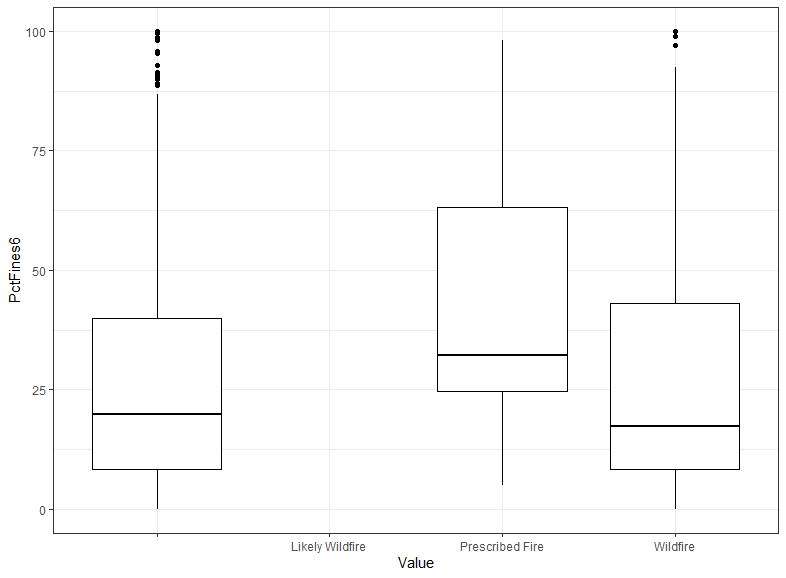 100
75
50
25
0
PctFines6
Likely Wildfire
Prescribed Fire
Wildfire
Value